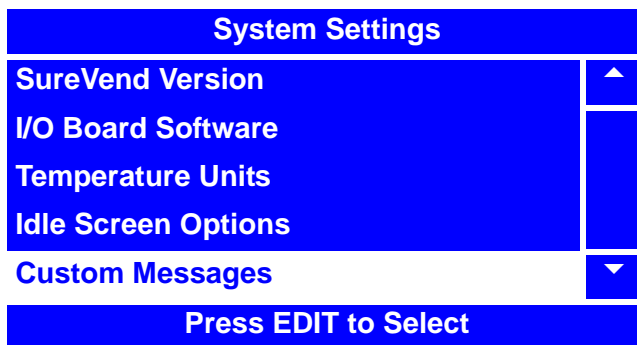 System Settings
SureVend Version
I/O Board Software
Temperature Units
Idle Screen Options
Custom Messages
Press EDIT to Select